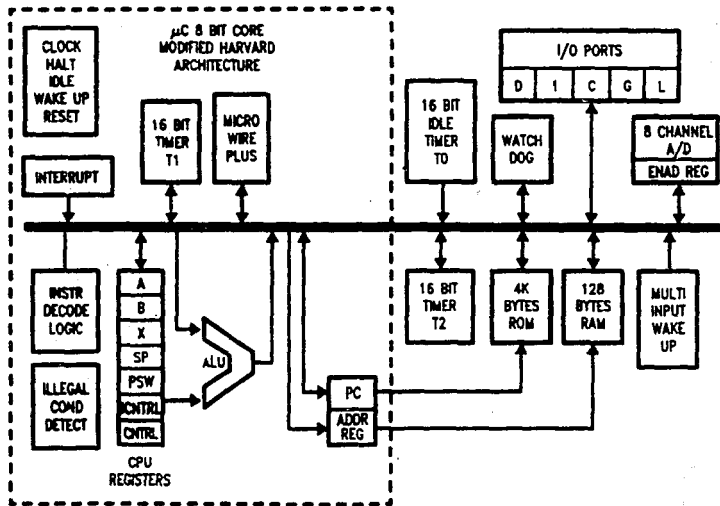 CLOCK
HALT
IDLE
WAKE UP
RESET
μC 8 BIT CORE
MODIFIED HARVARD
ARCHITECTURE
16 BIT
TIMER
T1
MICRO
WIRE
PLUS
INTERRUPT
I/O PORTS
D I C G L
16 BIT
IDLE
TIMER
T0
WATCH
DOG
8 CHANNEL
A/D
ENAD REG
INSTR
DECODE
LOGIC
ILLEGAL
COND
DETECT
A
B
X
SP
PSW
ICNTRL
CNTRL
CPU
REGISTERS
ALU
PC
ADDR
REG
16 BIT
TIMER
T2
4K
BYTES
ROM
128
BYTES
RAM
MULTI
INPUT
WAKE
UP